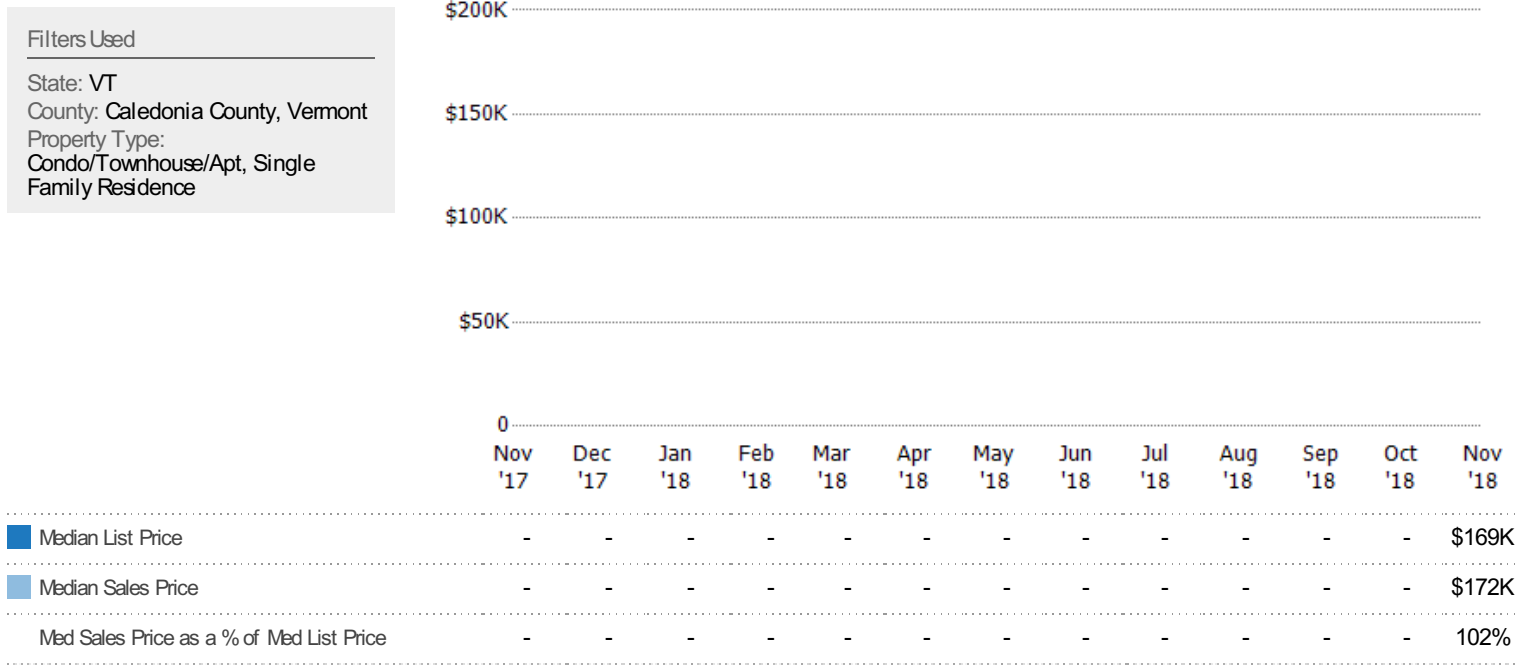 Filters Used
State: VT
County: Caledonia County, Vermont
Property Type:
Condo/Townhouse/Apt, Single
Family Residence
$200K
$150K
$100K
$50K
0
Nov Dec Jan Feb Mar Apr May Jun Jul Aug Sep Oct Nov
'17 '17 '18 '18 '18 '18 '18 '18 '18 '18 '18 '18 '18
Median List Price - - - - - - - - - - - - $169K
Median Sales Price - - - - - - - - - - - - $172K
Med Sales Price as a % of Med List Price - - - - - - - - - - - - 102%